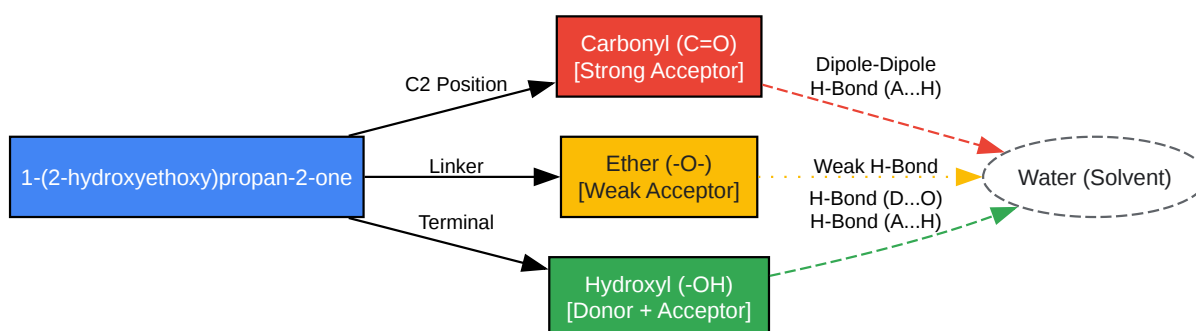 1-(2-hydroxyethoxy)propan-2-one
C2 Position
Linker
Terminal
Carbonyl (C=O)
[Strong Acceptor]
Ether (-O-)
[Weak Acceptor]
Hydroxyl (-OH)
[Donor + Acceptor]
Dipole-Dipole
H-Bond (A...H)
Weak H-Bond
H-Bond (D...O)
H-Bond (A...H)
Water (Solvent)